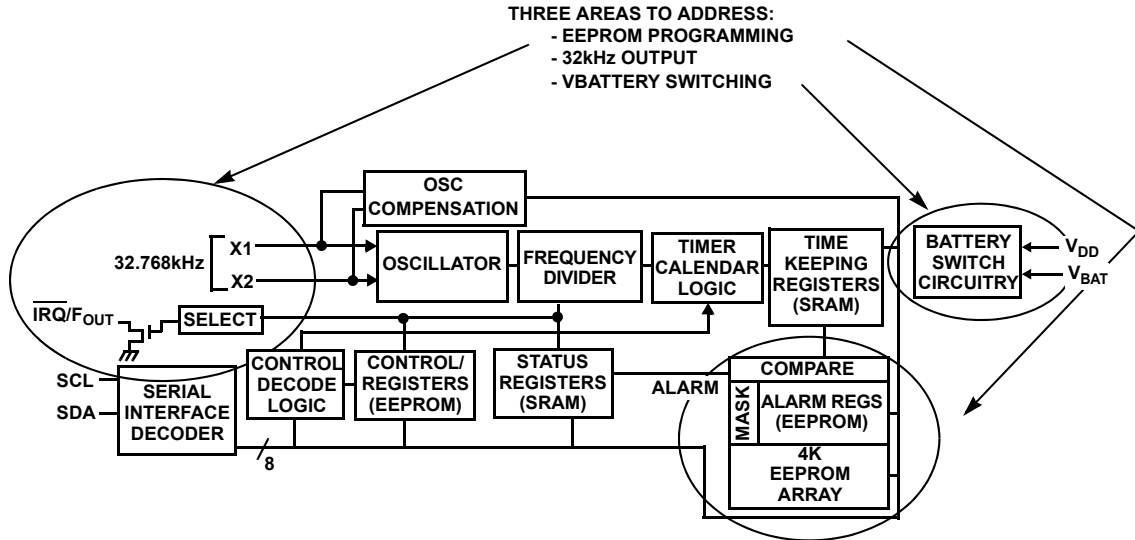 THREE AREAS TO ADDRESS:
- EEPROM PROGRAMMING
- 32kHz OUTPUT
- VBATTERY SWITCHING
OSC
COMPENSATION
32.768kHz
X1
X2
OSCILLATOR
FREQUENCY
DIVIDER
TIMER
CALENDAR
LOGIC
TIME
KEEPING
REGISTERS
(SRAM)
BATTERY
SWITCH
CIRCUITRY
VDD
VBAT
IRQ/FOUT
SELECT
SCL
SDA
SERIAL
INTERFACE
DECODER
CONTROL
DECODE
LOGIC
CONTROL/
REGISTERS
(EEPROM)
STATUS
REGISTERS
(SRAM)
ALARM
COMPARE
MASK
ALARM REGS
(EEPROM)
4K
EEPROM
ARRAY
8